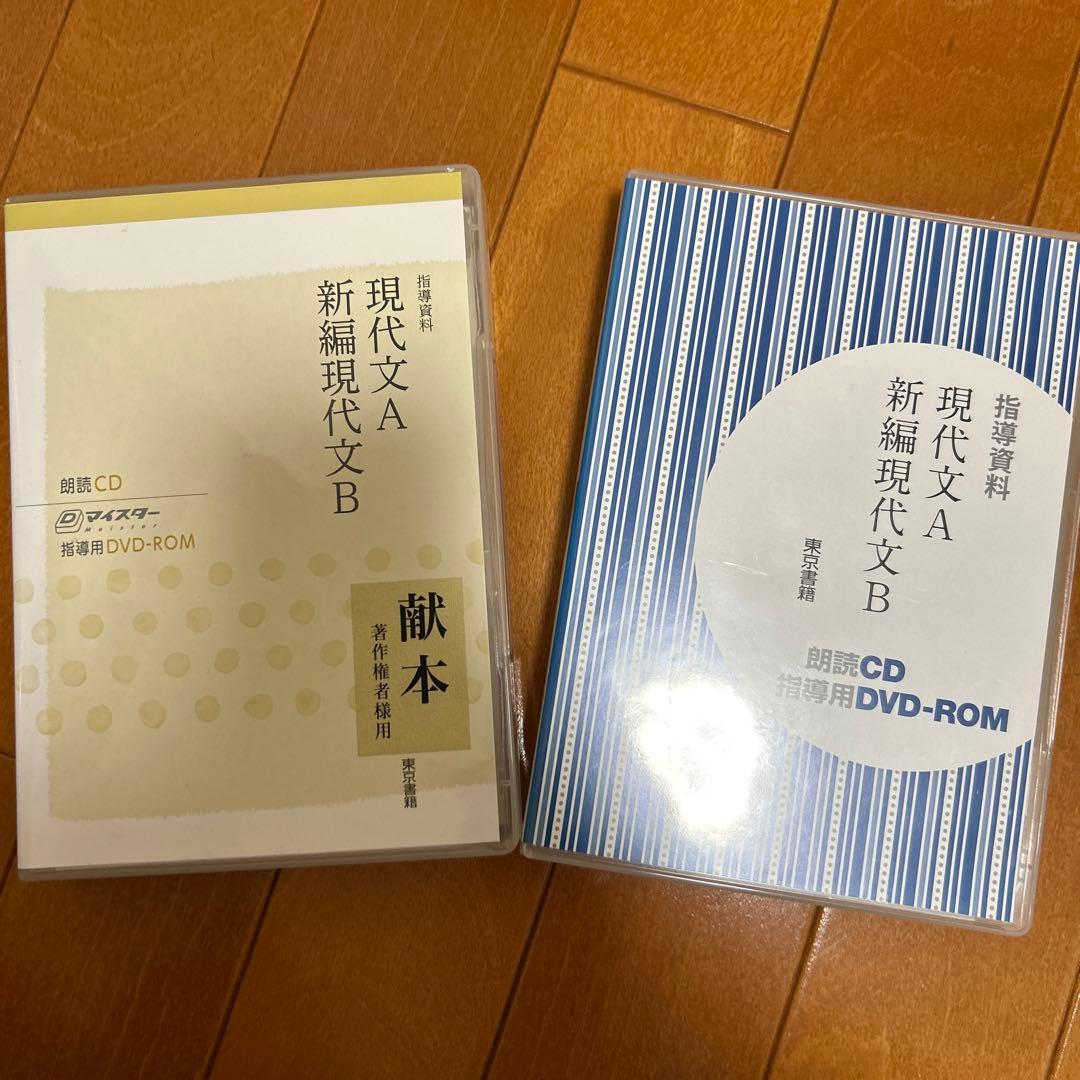 指導資料
現代文A
新編現代文B
朗読CD
Dマイスター
Meister
指導用DVD-ROM
献本
著作権者様用
東京書籍
指導資料
現代文A
新編現代文B
東京書籍
朗読CD
指導用DVD-ROM